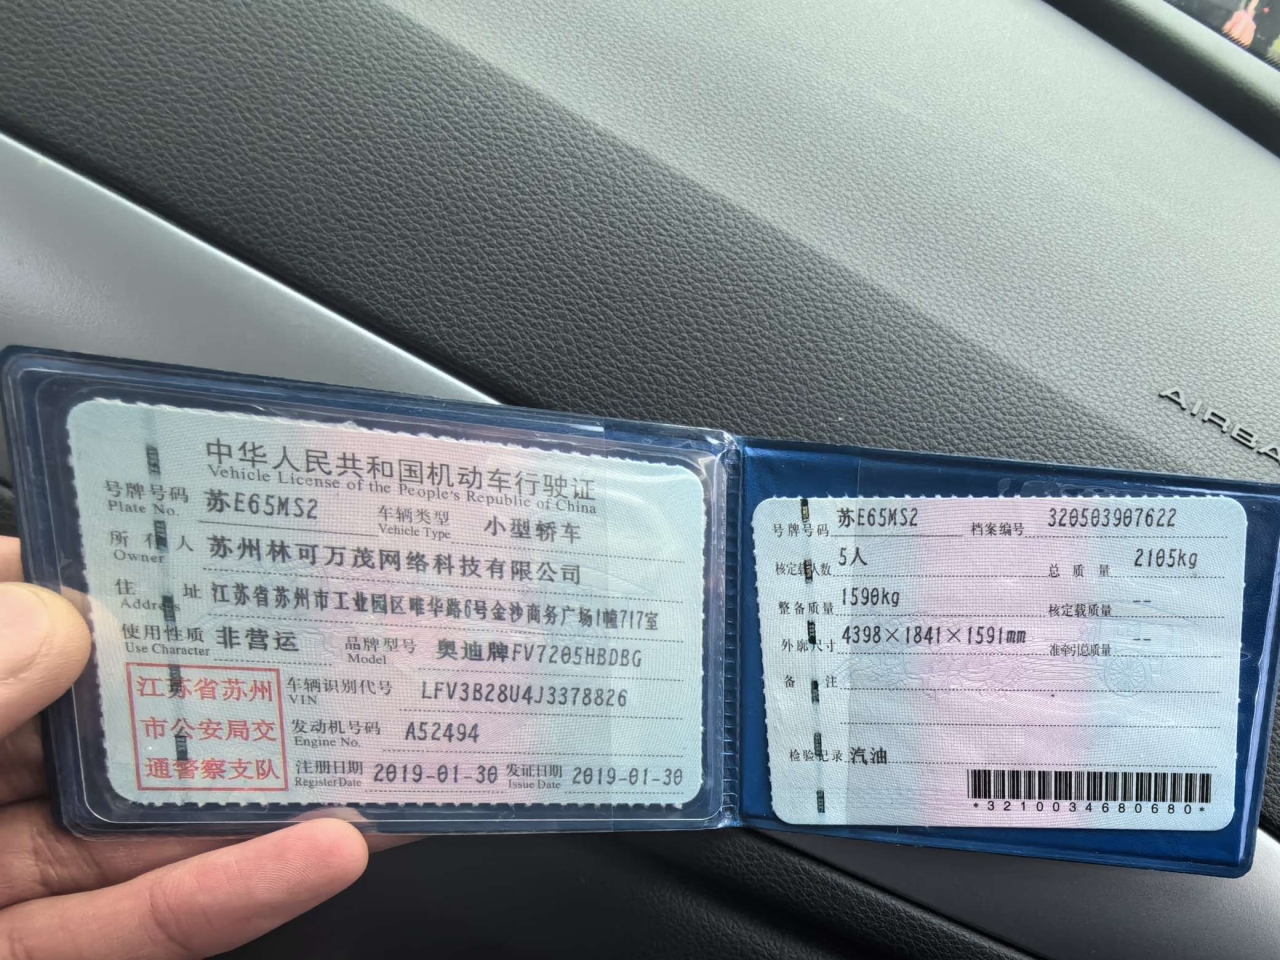 AIRBA
中华人民共和国机动车行驶证
Vehicle License of the People's Republic of China
号牌号码 苏E65MS2 车辆类型 小型轿车
Plate No. Vehicle Type
所有人 苏州林可万茂网络科技有限公司
Owner
住址 江苏省苏州市工业园区唯华路6号金沙商务广场1幢717室
Address
使用性质 非营运 品牌型号 奥迪牌FV7205HBDBG
Use Character Model
江苏省苏州
市公安局交
通警察支队
车辆识别代号 LFV3B28U4J3378826
VIN
发动机号码 A52494
Engine No.
注册日期 2019-01-30 发证日期 2019-01-30
Register Date Issue Date
号牌号码 苏E65MS2 档案编号 320503907622
核定载人数 5人 总质量 2105kg
整备质量 1590kg 核定载质量 --
外廓尺寸 4398×1841×1591mm 准牵引总质量 --
备注
检验记录 汽油
*3210034680680*